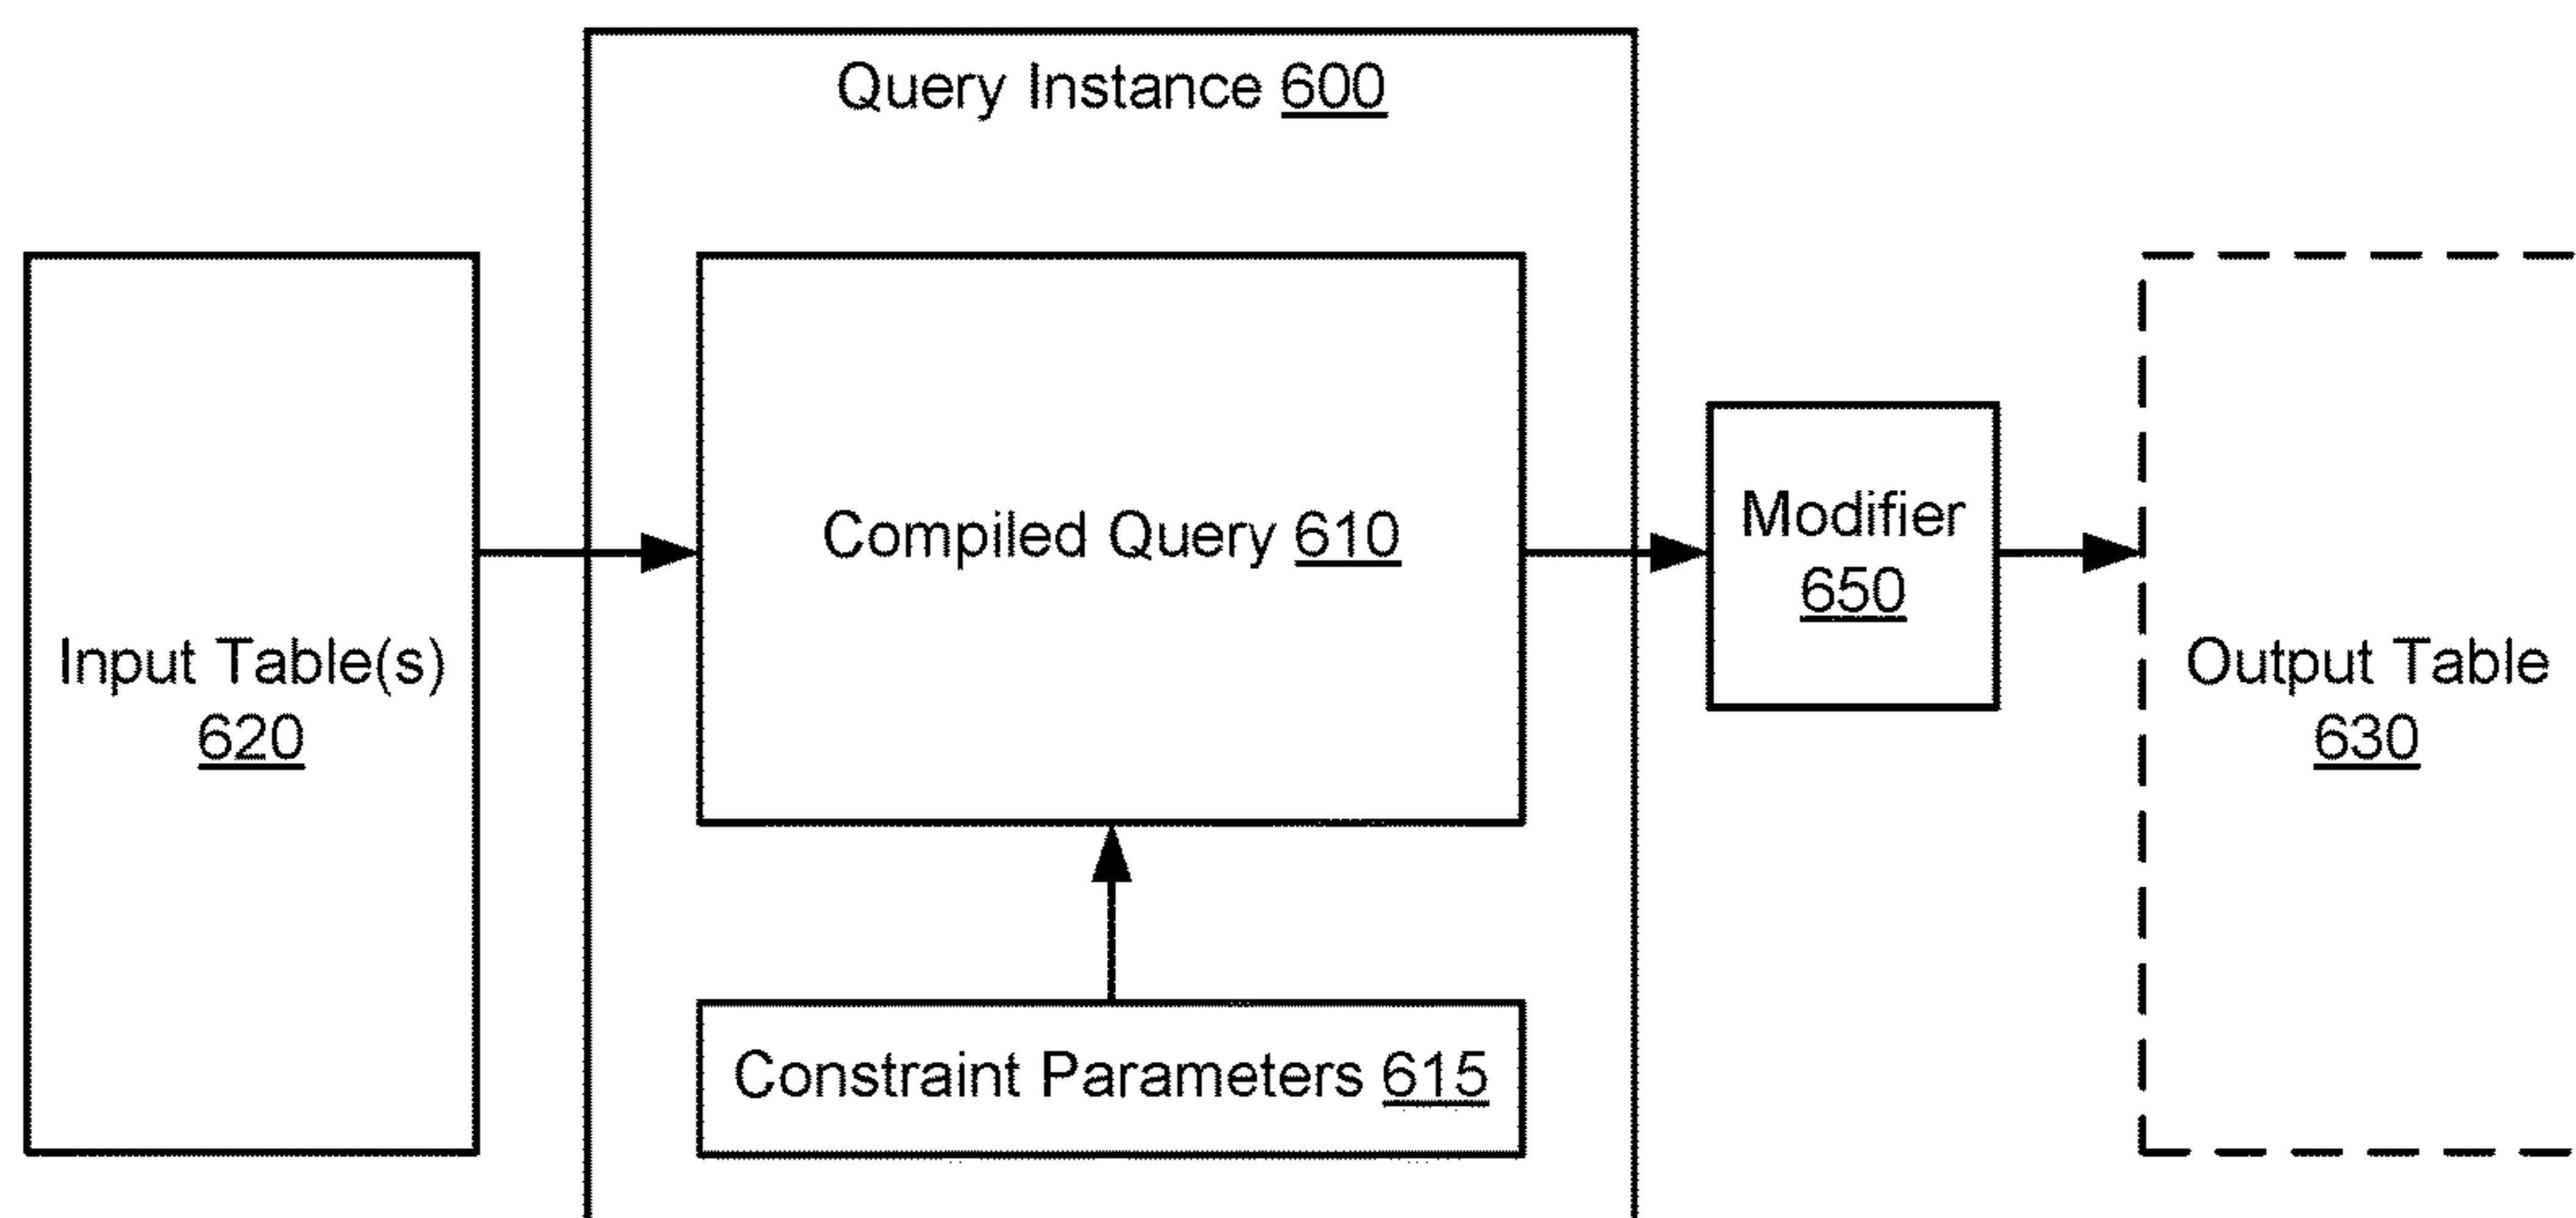 Query Instance 600
Input Table(s)
620
Compiled Query 610
Constraint Parameters 615
Modifier
650
Output Table
630